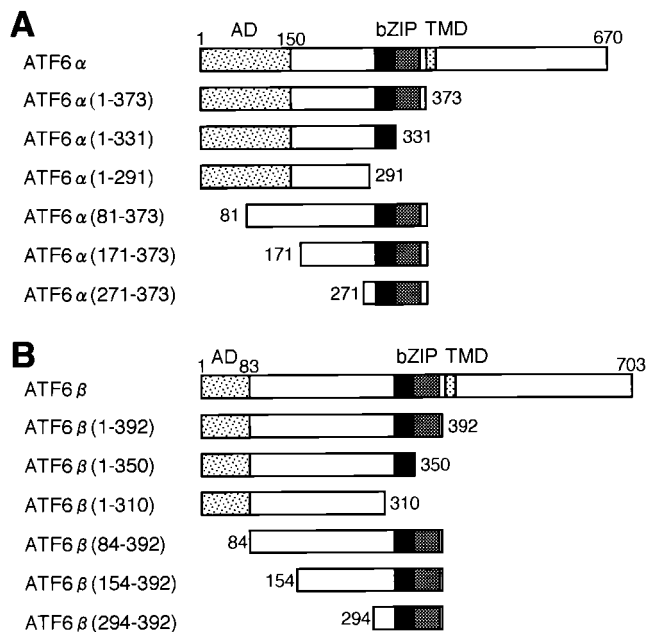 A
AD bZIP TMD
1 150 670
ATF6α
ATF6α(1-373) 373
ATF6α(1-331) 331
ATF6α(1-291) 291
ATF6α(81-373) 81
ATF6α(171-373) 171
ATF6α(271-373) 271
B
AD bZIP TMD
1 83 703
ATF6β
ATF6β(1-392) 392
ATF6β(1-350) 350
ATF6β(1-310) 310
ATF6β(84-392) 84
ATF6β(154-392) 154
ATF6β(294-392) 294